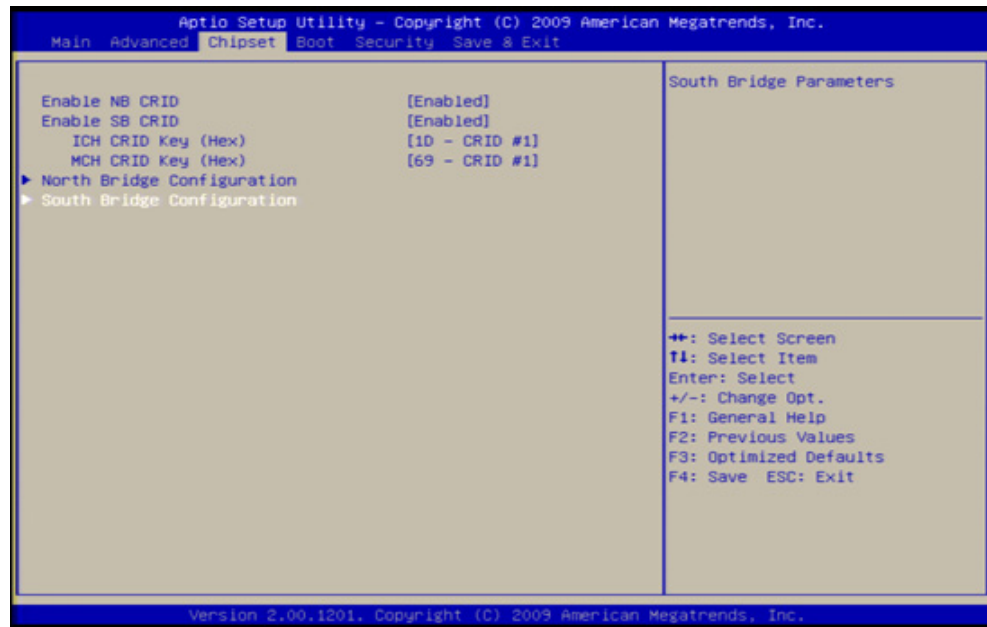 Aptio Setup Utility – Copyright (C) 2009 American Megatrends, Inc.
Main Advanced Chipset Boot Security Save & Exit
Enable NB CRID [Enabled]
Enable SB CRID [Enabled]
ICH CRID Key (Hex) [1D - CRID #1]
MCH CRID Key (Hex) [69 - CRID #1]
► North Bridge Configuration
► South Bridge Configuration
South Bridge Parameters
→←: Select Screen
↑↓: Select Item
Enter: Select
+/-: Change Opt.
F1: General Help
F2: Previous Values
F3: Optimized Defaults
F4: Save ESC: Exit
Version 2.00.1201. Copyright (C) 2009 American Megatrends, Inc.